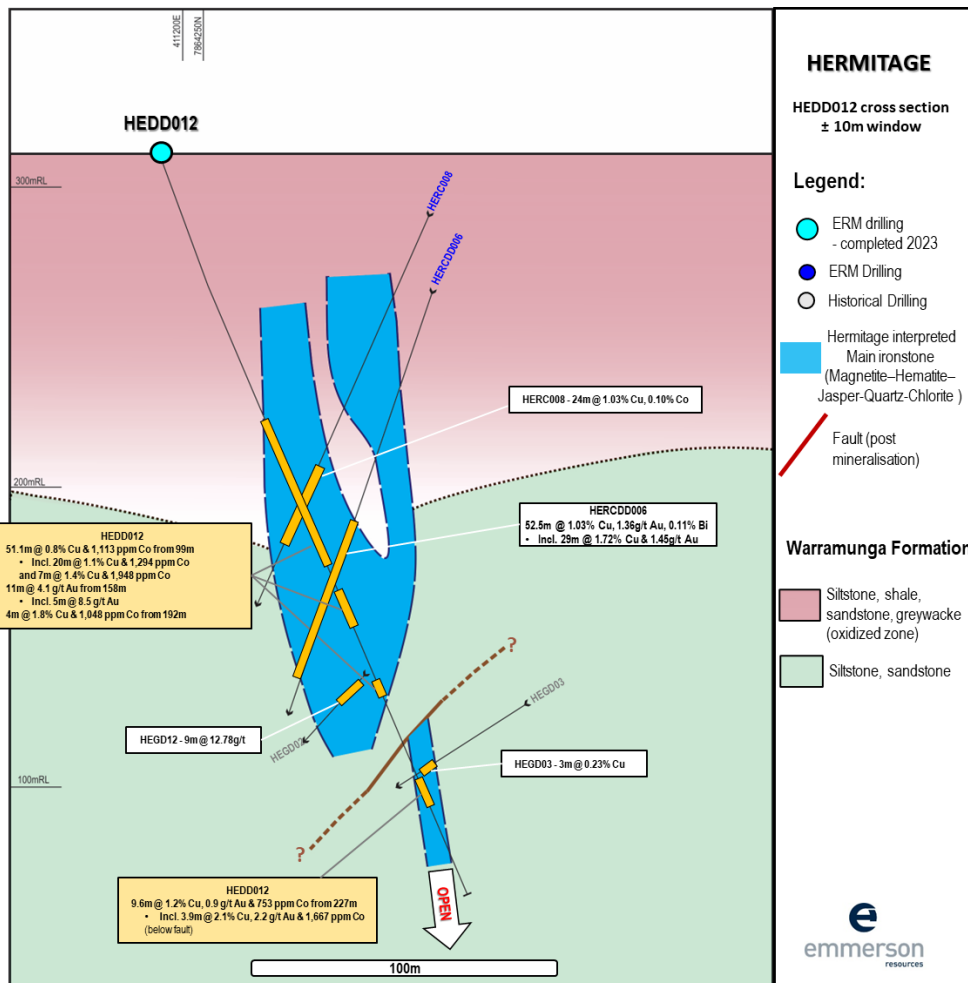 411200E
7864250N
HEDD012
300mRL
HERC008
HERCDD006
HERC008 - 24m @ 1.03% Cu, 0.10% Co
200mRL
HERCDD006
52.5m @ 1.03% Cu, 1.36g/t Au, 0.11% Bi
• Incl. 29m @ 1.72% Cu & 1.45g/t Au
HEDD012
51.1m @ 0.8% Cu & 1,113 ppm Co from 99m
• Incl. 20m @ 1.1% Cu & 1,294 ppm Co
and 7m @ 1.4% Cu & 1,948 ppm Co
11m @ 4.1 g/t Au from 158m
• Incl. 5m @ 8.5 g/t Au
4m @ 1.8% Cu & 1,048 ppm Co from 192m
?
HEGD03
HEGD12 - 9m @ 12.78g/t
HEGD02
HEGD03 - 3m @ 0.23% Cu
100mRL
?
HEDD012
9.6m @ 1.2% Cu, 0.9 g/t Au & 753 ppm Co from 227m
• Incl. 3.9m @ 2.1% Cu, 2.2 g/t Au & 1,667 ppm Co
(below fault)
OPEN
100m
HERMITAGE
HEDD012 cross section
± 10m window
Legend:
ERM drilling
- completed 2023
ERM Drilling
Historical Drilling
Hermitage interpreted
Main ironstone
(Magnetite–Hematite–
Jasper-Quartz-Chlorite )
Fault (post
mineralisation)
Warramunga Formation
Siltstone, shale,
sandstone, greywacke
(oxidized zone)
Siltstone, sandstone
emmerson
resources